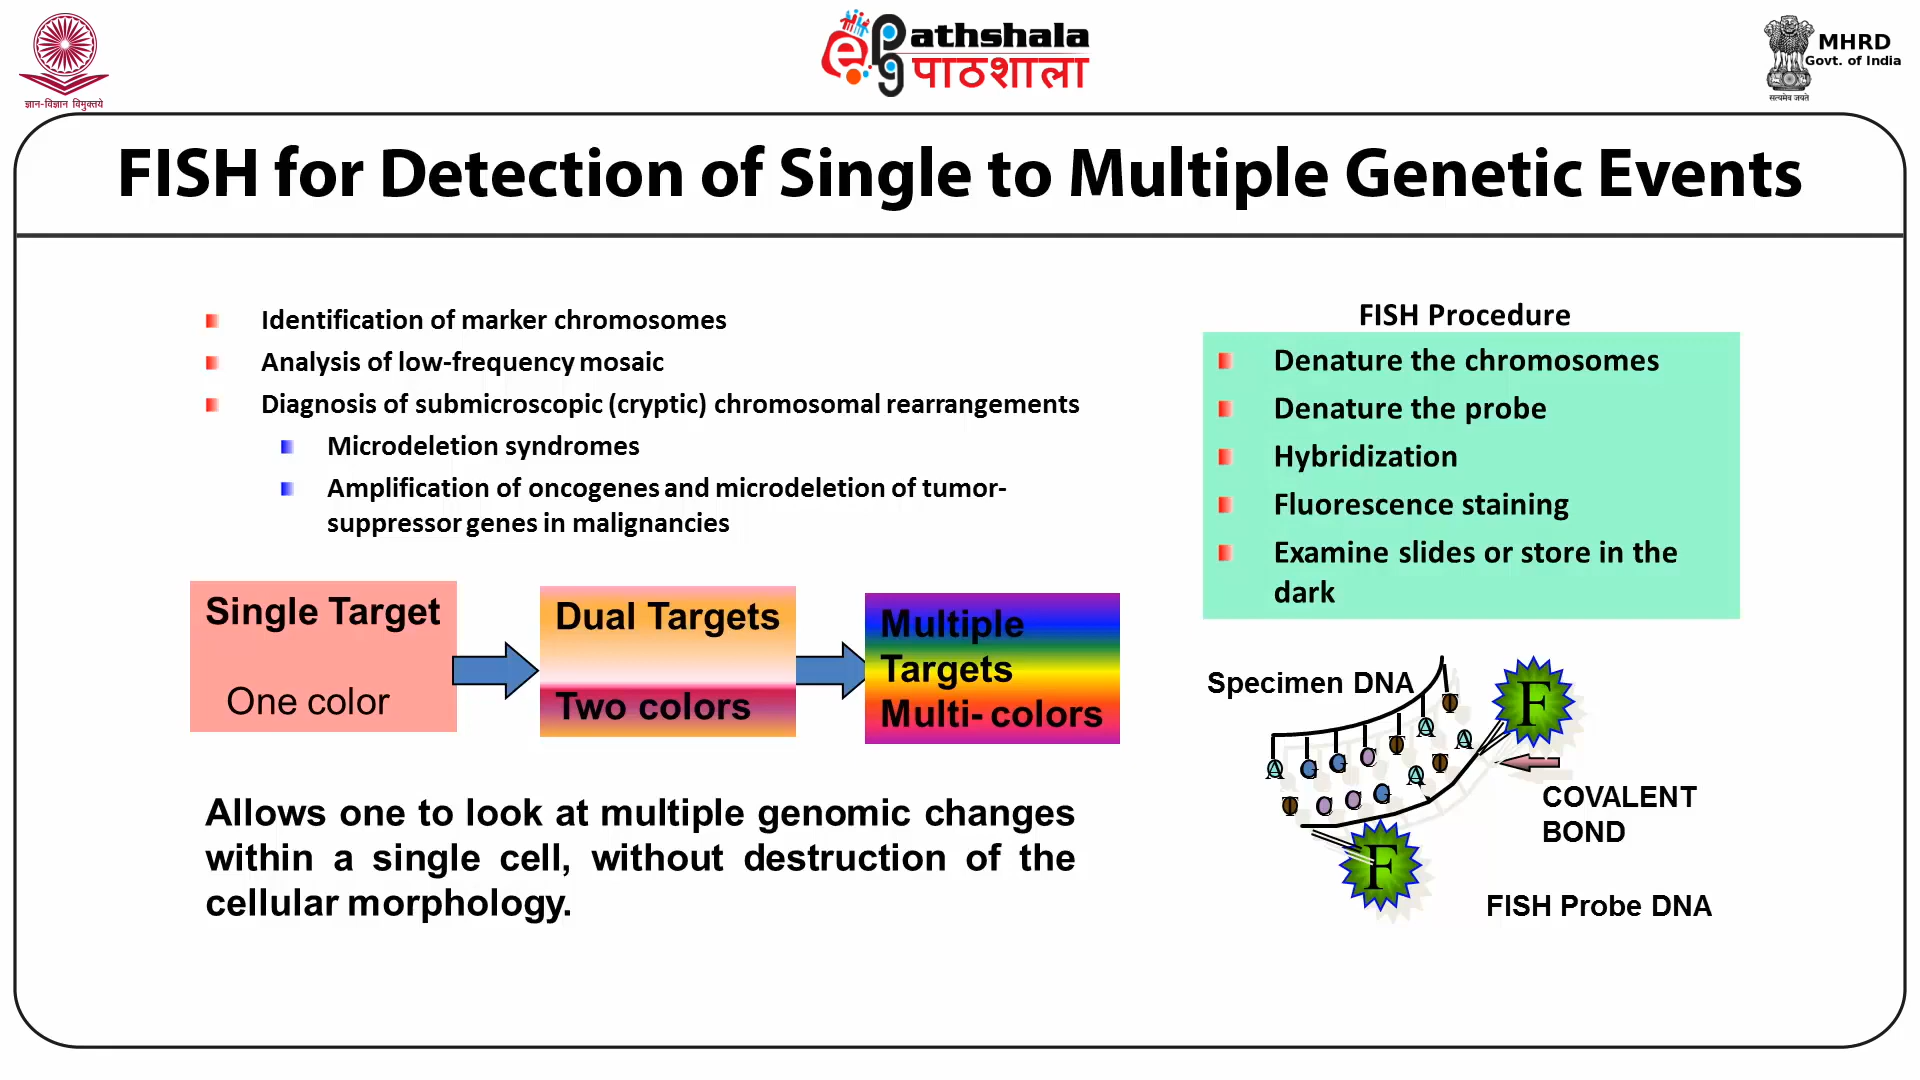 ज्ञान-विज्ञान विमुक्तये
ePathshala
पाठशाला
MHRD
Govt. of India
सत्यमेव जयते
FISH for Detection of Single to Multiple Genetic Events
Identification of marker chromosomes
Analysis of low-frequency mosaic
Diagnosis of submicroscopic (cryptic) chromosomal rearrangements
Microdeletion syndromes
Amplification of oncogenes and microdeletion of tumor-
suppressor genes in malignancies
Single Target
One color
Dual Targets
Two colors
Multiple
Targets
Multi- colors
Allows one to look at multiple genomic changes
within a single cell, without destruction of the
cellular morphology.
FISH Procedure
Denature the chromosomes
Denature the probe
Hybridization
Fluorescence staining
Examine slides or store in the
dark
Specimen DNA
A G G C T A T
T C C G A T A
F
F
COVALENT
BOND
FISH Probe DNA